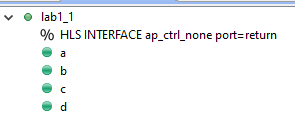 lab1_1
% HLS INTERFACE ap_ctrl_none port=return
a
b
c
d